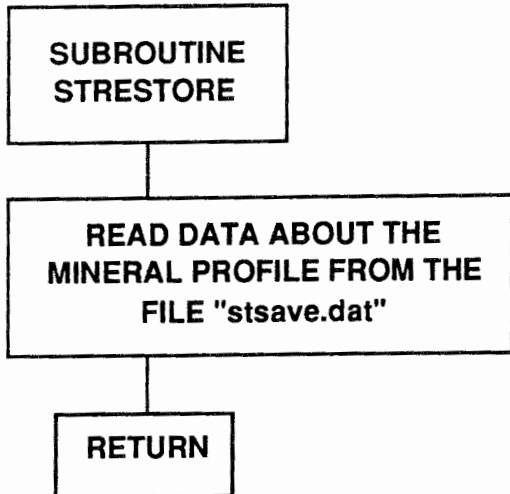 SUBROUTINE
STRESTORE
READ DATA ABOUT THE
MINERAL PROFILE FROM THE
FILE "stsave.dat"
RETURN